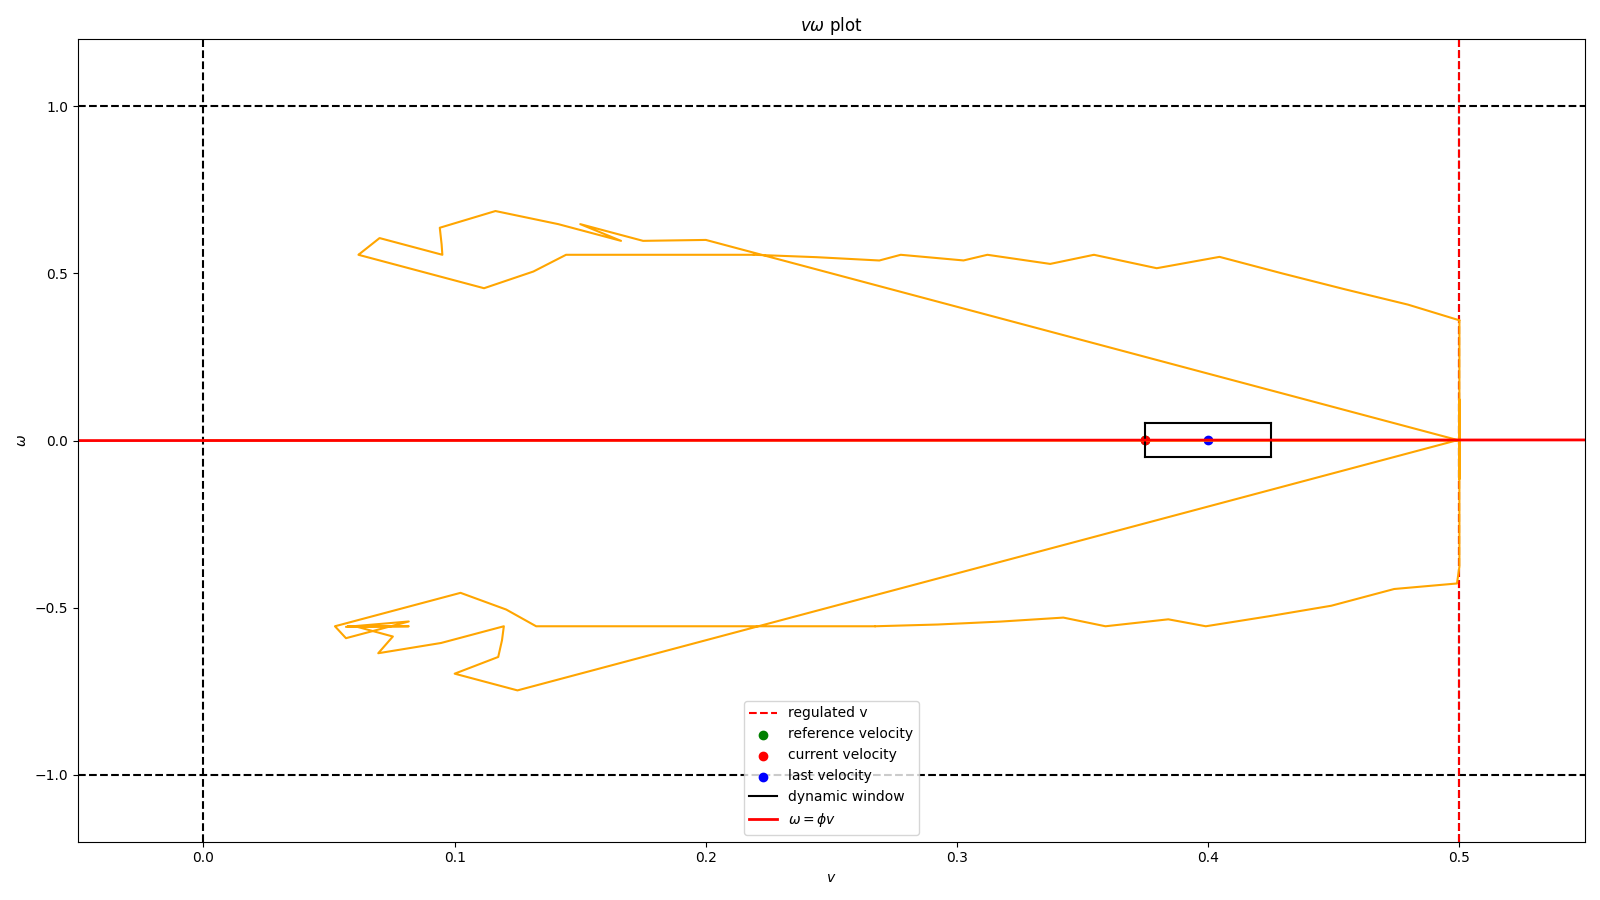 vω plot
1.0
0.5
0.0
−0.5
−1.0
ω
regulated v
reference velocity
current velocity
last velocity
dynamic window
ω = ϕv
0.0 0.1 0.2 0.3 0.4 0.5
v